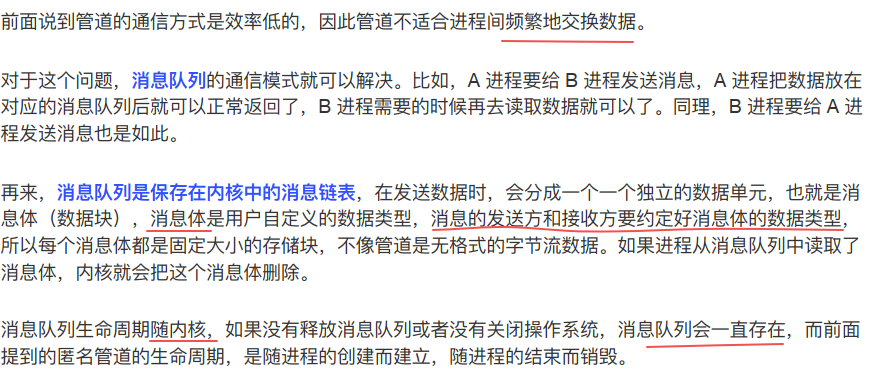 前面说到管道的通信方式是效率低的，因此管道不适合进程间频繁地交换数据。
对于这个问题，消息队列的通信模式就可以解决。比如，A 进程要给 B 进程发送消息，A 进程把数据放在
对应的消息队列后就可以正常返回了，B 进程需要的时候再去读取数据就可以了。同理，B 进程要给 A 进
程发送消息也是如此。
再来，消息队列是保存在内核中的消息链表，在发送数据时，会分成一个一个独立的数据单元，也就是消
息体（数据块），消息体是用户自定义的数据类型，消息的发送方和接收方要约定好消息体的数据类型，
所以每个消息体都是固定大小的存储块，不像管道是无格式的字节流数据。如果进程从消息队列中读取了
消息体，内核就会把这个消息体删除。
消息队列生命周期随内核，如果没有释放消息队列或者没有关闭操作系统，消息队列会一直存在，而前面
提到的匿名管道的生命周期，是随进程的创建而建立，随进程的结束而销毁。